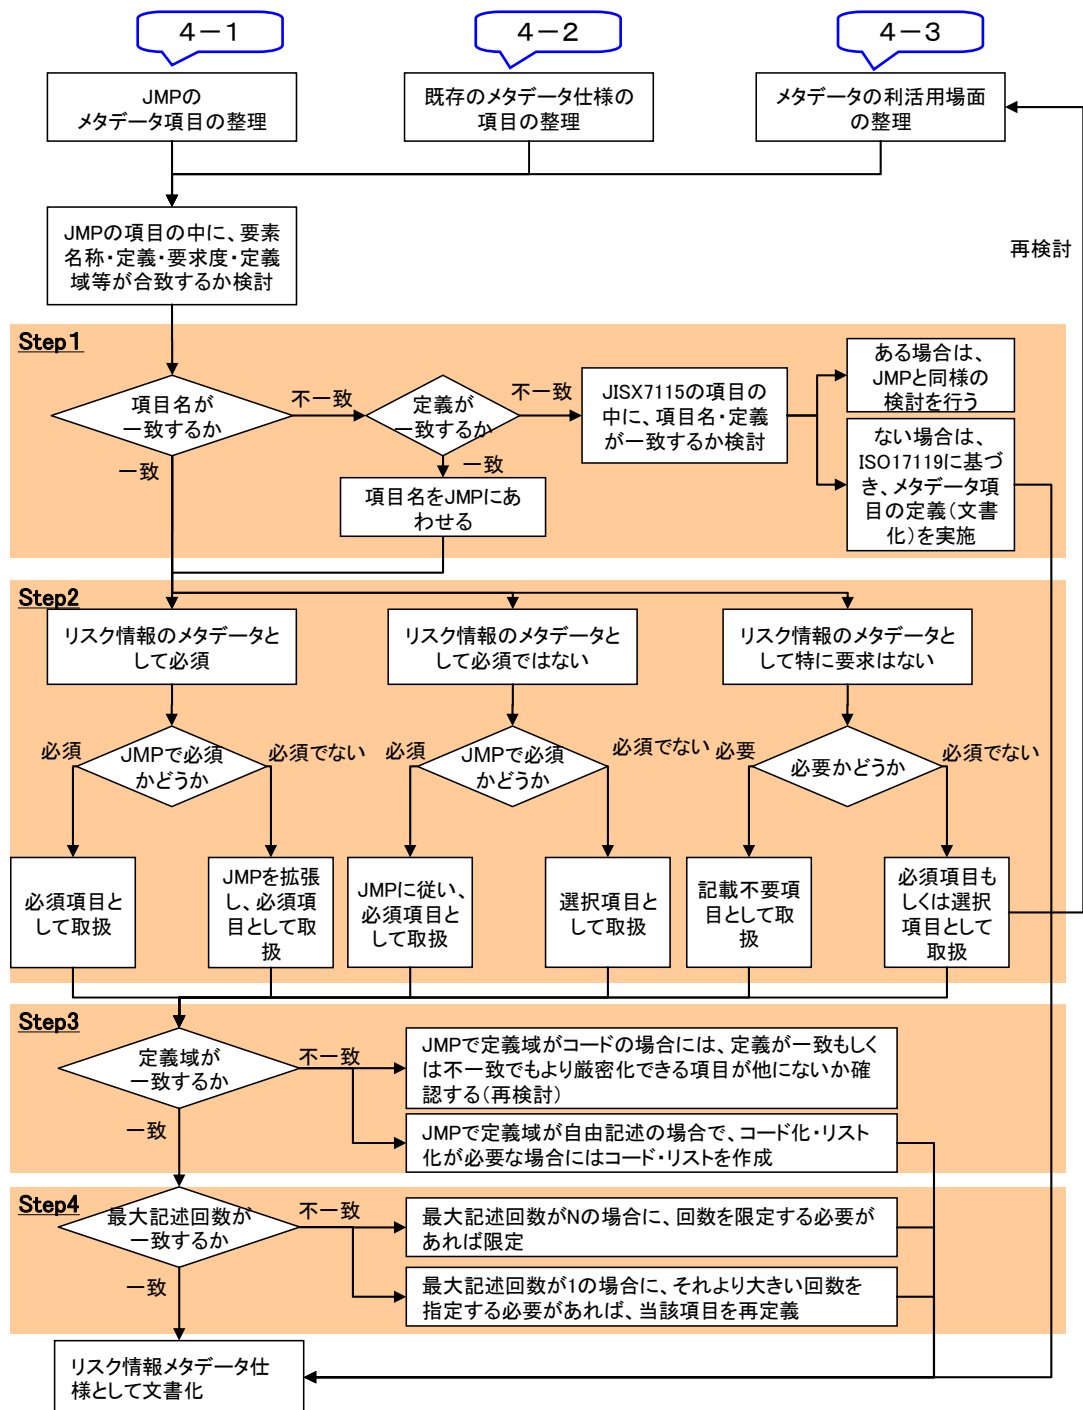 4－1
4－2
4－3
JMPの
メタデータ項目の整理
既存のメタデータ仕様の
項目の整理
メタデータの利活用場面
の整理
JMPの項目の中に、要素
名称・定義・要求度・定義
域等が合致するか検討
再検討
Step1
項目名が
一致するか
不一致
定義が
一致するか
不一致
JISX7115の項目の
中に、項目名・定義
が一致するか検討
ある場合は、
JMPと同様の
検討を行う
ない場合は、
ISO17119に基づ
き、メタデータ項
目の定義（文書
化）を実施
一致
一致
項目名をJMPにあ
わせる
Step2
リスク情報のメタデータと
して必須
リスク情報のメタデータと
して必須ではない
リスク情報のメタデータと
して特に要求はない
必須
JMPで必須
かどうか
必須でない
必須
JMPで必須
かどうか
必須でない
必要
必要かどうか
必須でない
必須項目と
して取扱
JMPを拡張
し、必須項
目として取
扱
JMPに従い、
必須項目と
して取扱
選択項目と
して取扱
記載不要項
目として取
扱
必須項目も
しくは選択
項目として
取扱
Step3
定義域が
一致するか
不一致
JMPで定義域がコードの場合には、定義が一致もしく
は不一致でもより厳密化できる項目が他にないか確
認する（再検討）
一致
JMPで定義域が自由記述の場合で、コード化・リスト
化が必要な場合にはコード・リストを作成
Step4
最大記述回数が
一致するか
不一致
最大記述回数がNの場合に、回数を限定する必要が
あれば限定
一致
最大記述回数が1の場合に、それより大きい回数を
指定する必要があれば、当該項目を再定義
リスク情報メタデータ仕
様として文書化